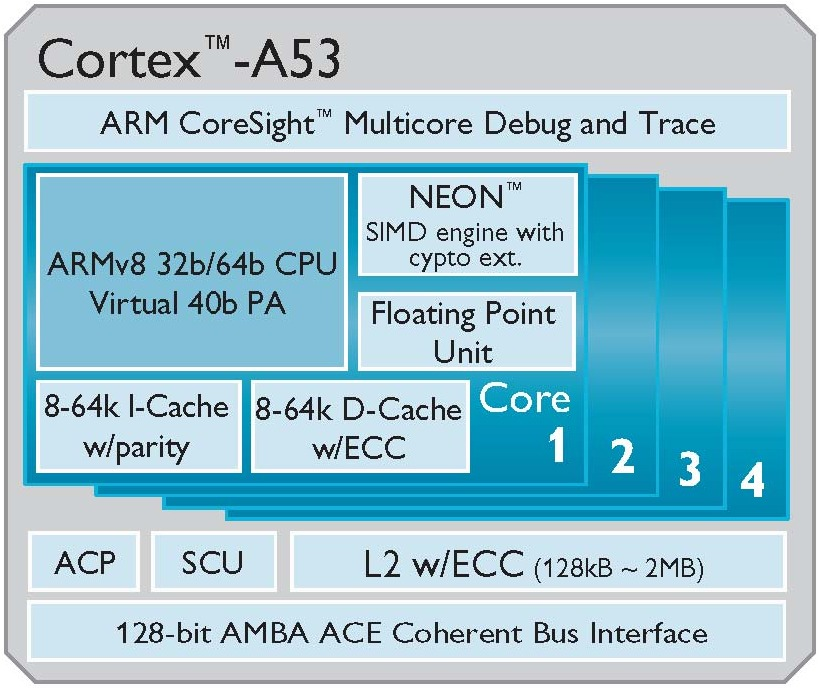 Cortex™-A53
ARM CoreSight™ Multicore Debug and Trace
ARMv8 32b/64b CPU
Virtual 40b PA
NEON™
SIMD engine with
cypto ext.
Floating Point
Unit
8-64k I-Cache
w/parity
8-64k D-Cache
w/ECC
Core
1
2
3
4
ACP
SCU
L2 w/ECC (128kB ~ 2MB)
128-bit AMBA ACE Coherent Bus Interface